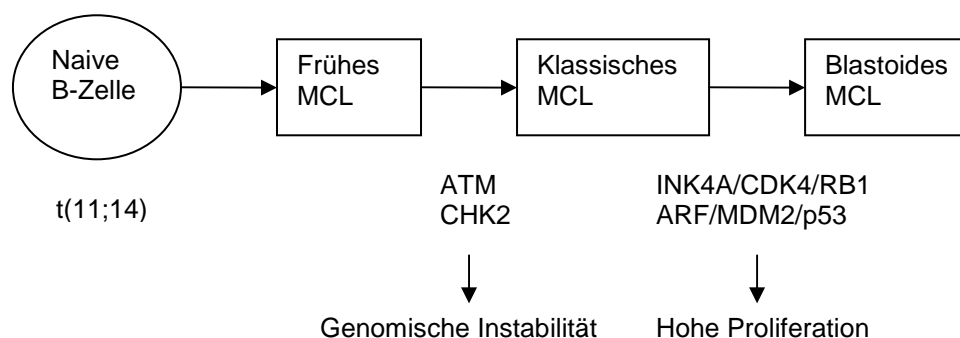 Naive
B-Zelle
Frühes
MCL
Klassisches
MCL
Blastoides
MCL
t(11;14)
ATM
CHK2
INK4A/CDK4/RB1
ARF/MDM2/p53
Genomische Instabilität
Hohe Proliferation